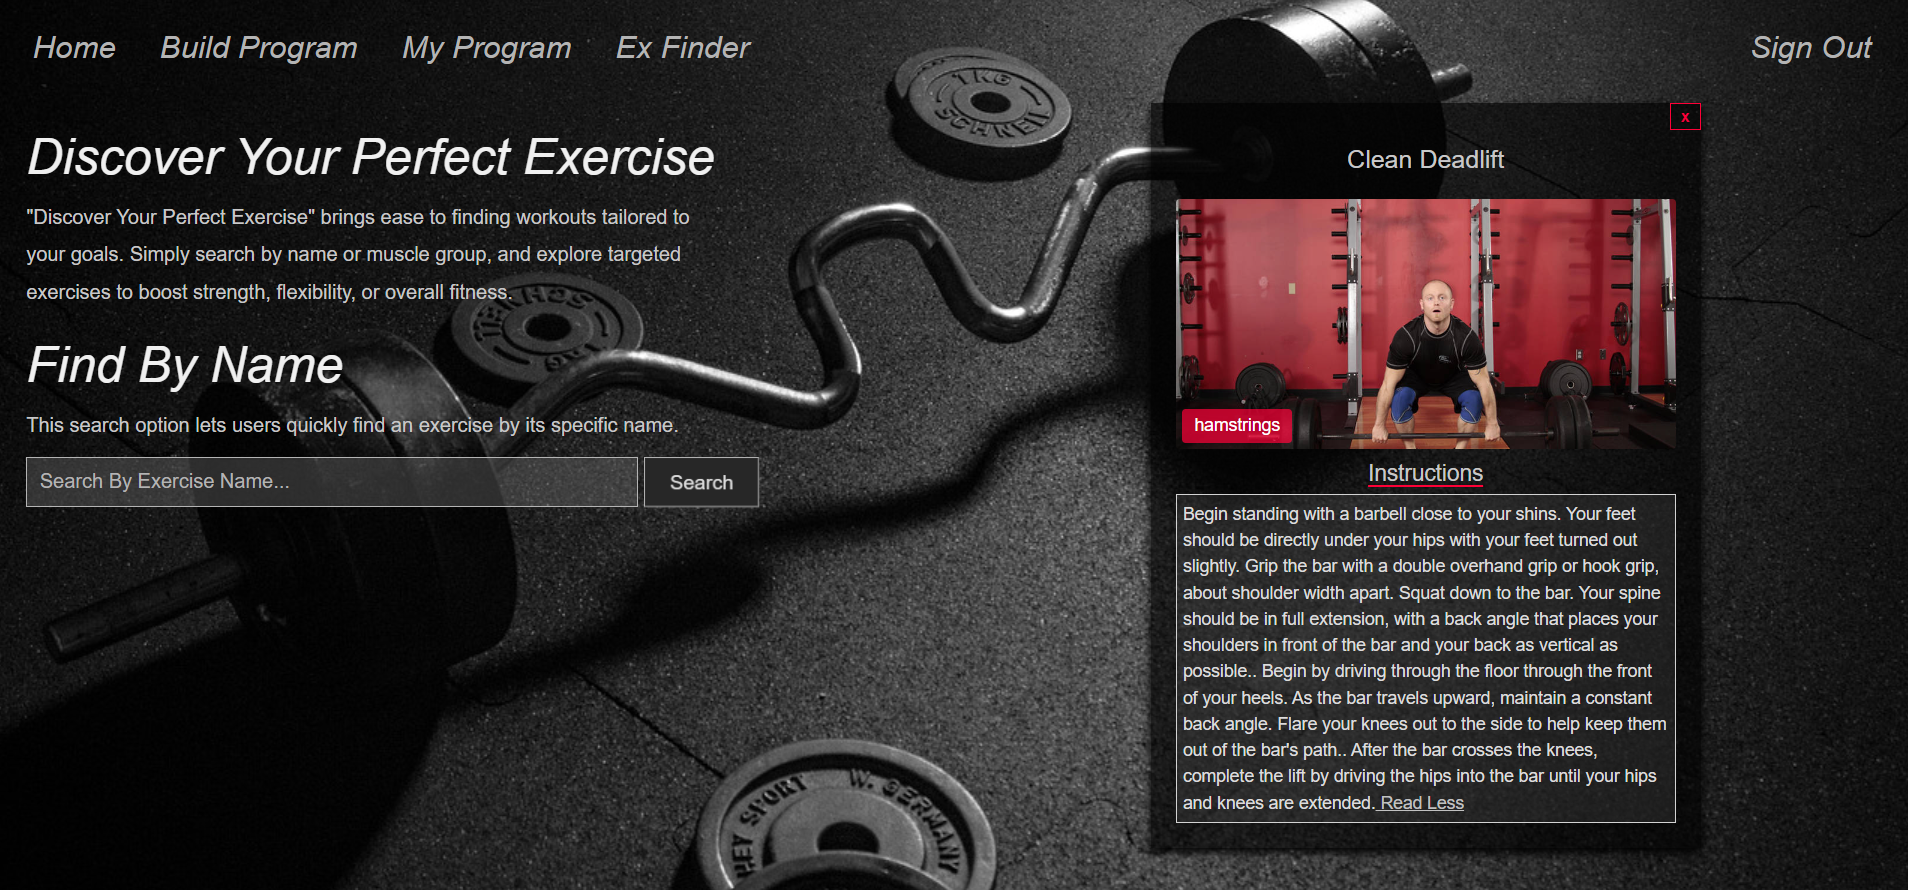 Home Build Program My Program Ex Finder Sign Out
Discover Your Perfect Exercise
"Discover Your Perfect Exercise" brings ease to finding workouts tailored to
your goals. Simply search by name or muscle group, and explore targeted
exercises to boost strength, flexibility, or overall fitness.
Find By Name
This search option lets users quickly find an exercise by its specific name.
Search By Exercise Name... Search
1 KG
SCHNELL
SCHNELL
1 KG
SPORT W. GERMANY
x
Clean Deadlift
hamstrings
Instructions
Begin standing with a barbell close to your shins. Your feet
should be directly under your hips with your feet turned out
slightly. Grip the bar with a double overhand grip or hook grip,
about shoulder width apart. Squat down to the bar. Your spine
should be in full extension, with a back angle that places your
shoulders in front of the bar and your back as vertical as
possible.. Begin by driving through the floor through the front
of your heels. As the bar travels upward, maintain a constant
back angle. Flare your knees out to the side to help keep them
out of the bar's path.. After the bar crosses the knees,
complete the lift by driving the hips into the bar until your hips
and knees are extended. Read Less